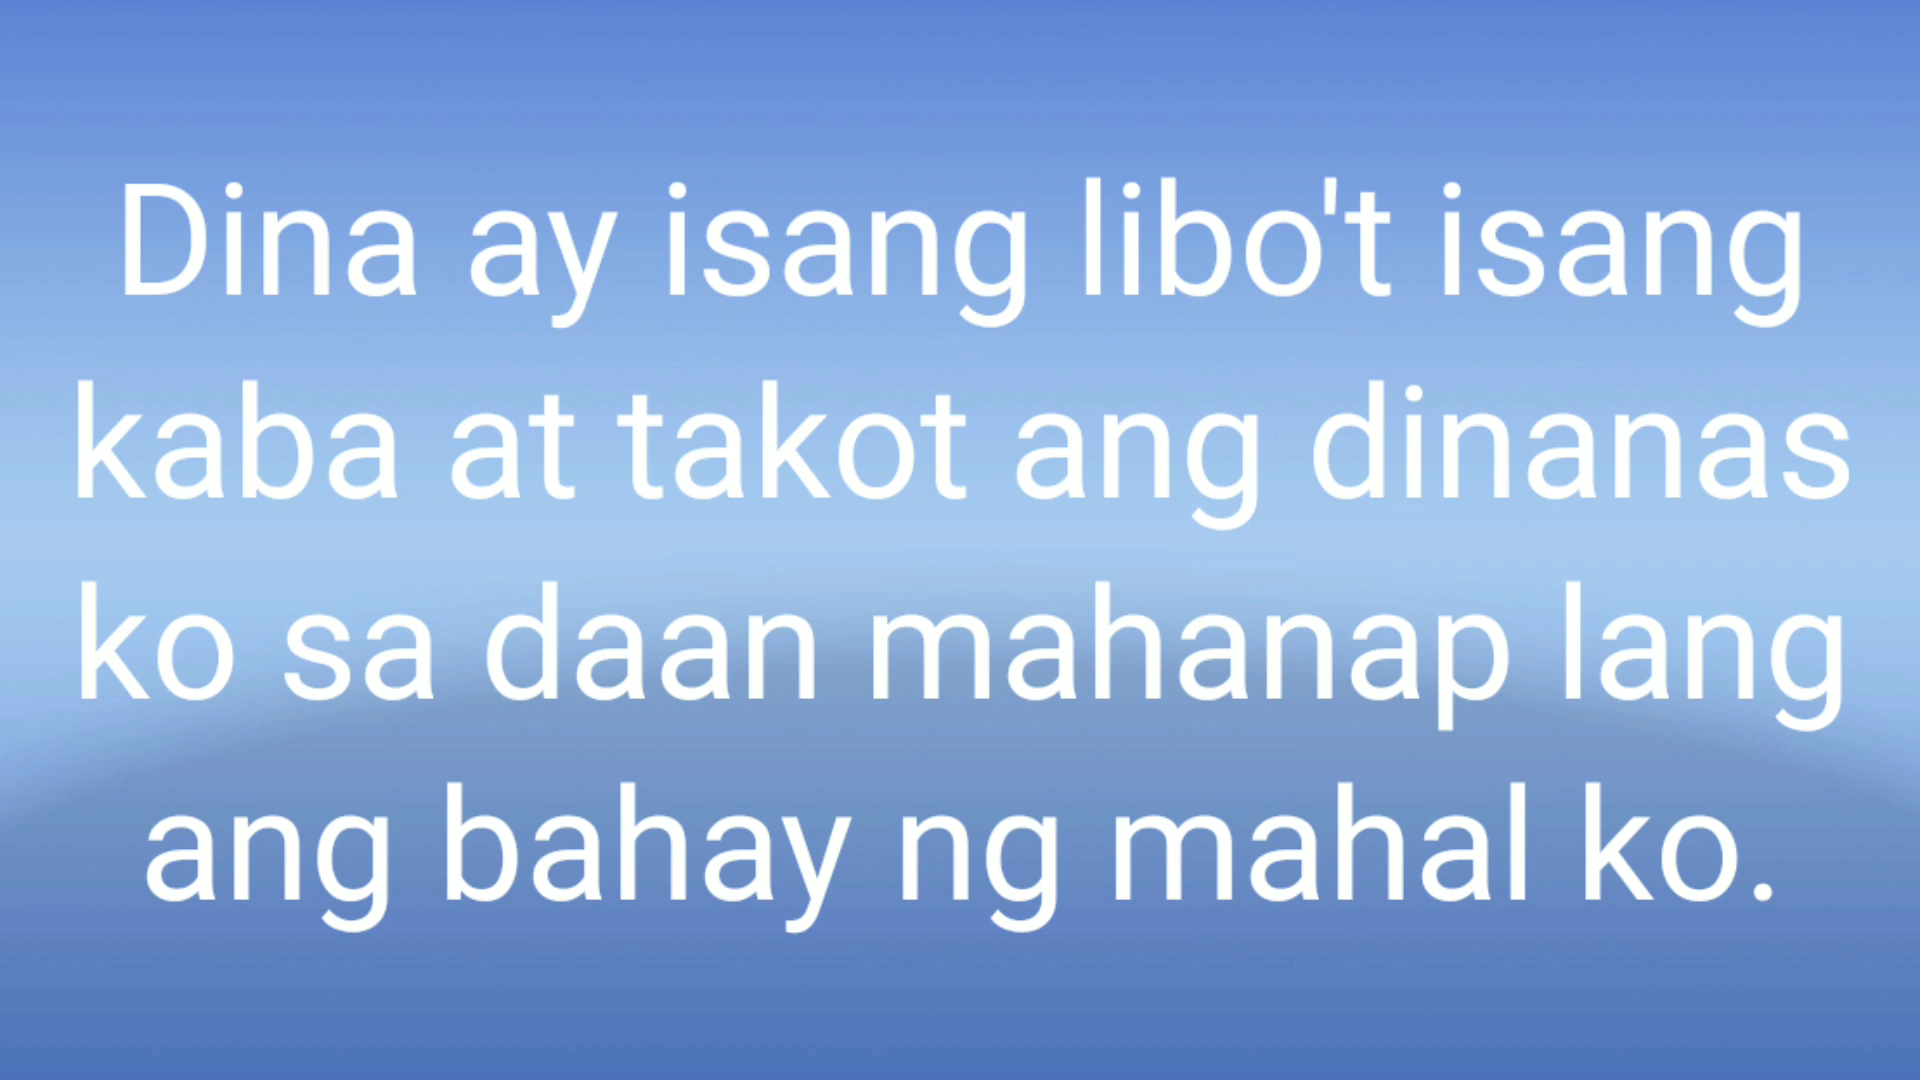 Dina ay isang libo't isang
kaba at takot ang dinanas
ko sa daan mahanap lang
ang bahay ng mahal ko.